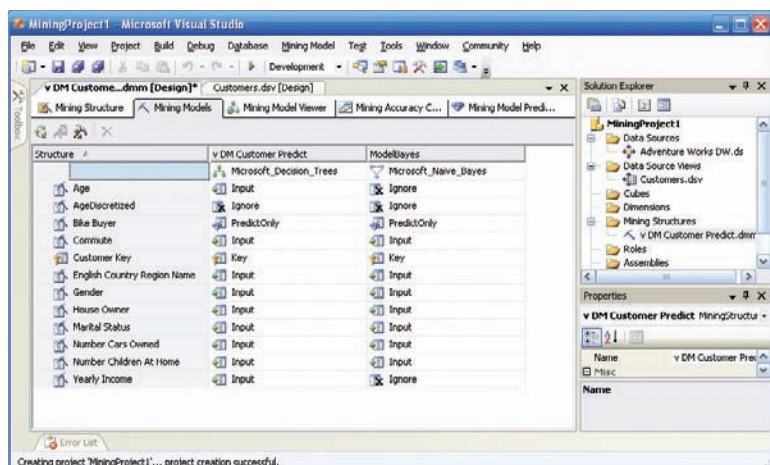 MiningProject1 - Microsoft Visual Studio
File Edit View Project Build Debug Database Mining Model Test Tools Window Community Help
Development
v DM Custome...dmm [Design]* Customers.dsv [Design]
Mining Structure Mining Models Mining Model Viewer Mining Accuracy C... Mining Model Predi...
Toolbox
Structure v DM Customer Predict ModelBayes
Microsoft_Decision_Trees Microsoft_Naive_Bayes
Age Input Ignore
AgeDiscretized Ignore Ignore
Bike Buyer PredictOnly PredictOnly
Commute Input Input
Customer Key Key Key
English Country Region Name Input Input
Gender Input Input
House Owner Input Input
Marital Status Input Input
Number Cars Owned Input Input
Number Children At Home Input Input
Yearly Income Input Ignore
Solution Explorer
MiningProject1
Data Sources
Adventure Works DW.ds
Data Source Views
Customers.dsv
Cubes
Dimensions
Mining Structures
v DM Customer Predict.dmm
Roles
Assemblies
Properties
v DM Customer Predict MiningStructur
Name v DM Customer Prec
Misc
Name
Error List
Creating project 'MiningProject1'... project creation successful.